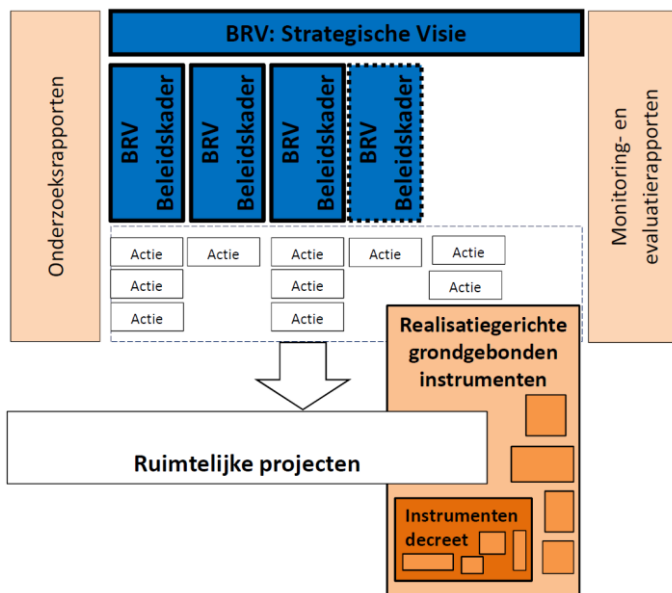 BRV: Strategische Visie
Onderzoeksrapporten
BRV
Beleidskader
BRV
Beleidskader
BRV
Beleidskader
BRV
Beleidskader
Monitoring- en
evaluatierapporten
Actie Actie Actie Actie Actie
Actie Actie Actie
Actie Actie
Realisatiegerichte
grondgebonden
instrumenten
Ruimtelijke projecten
Instrumenten
decreet